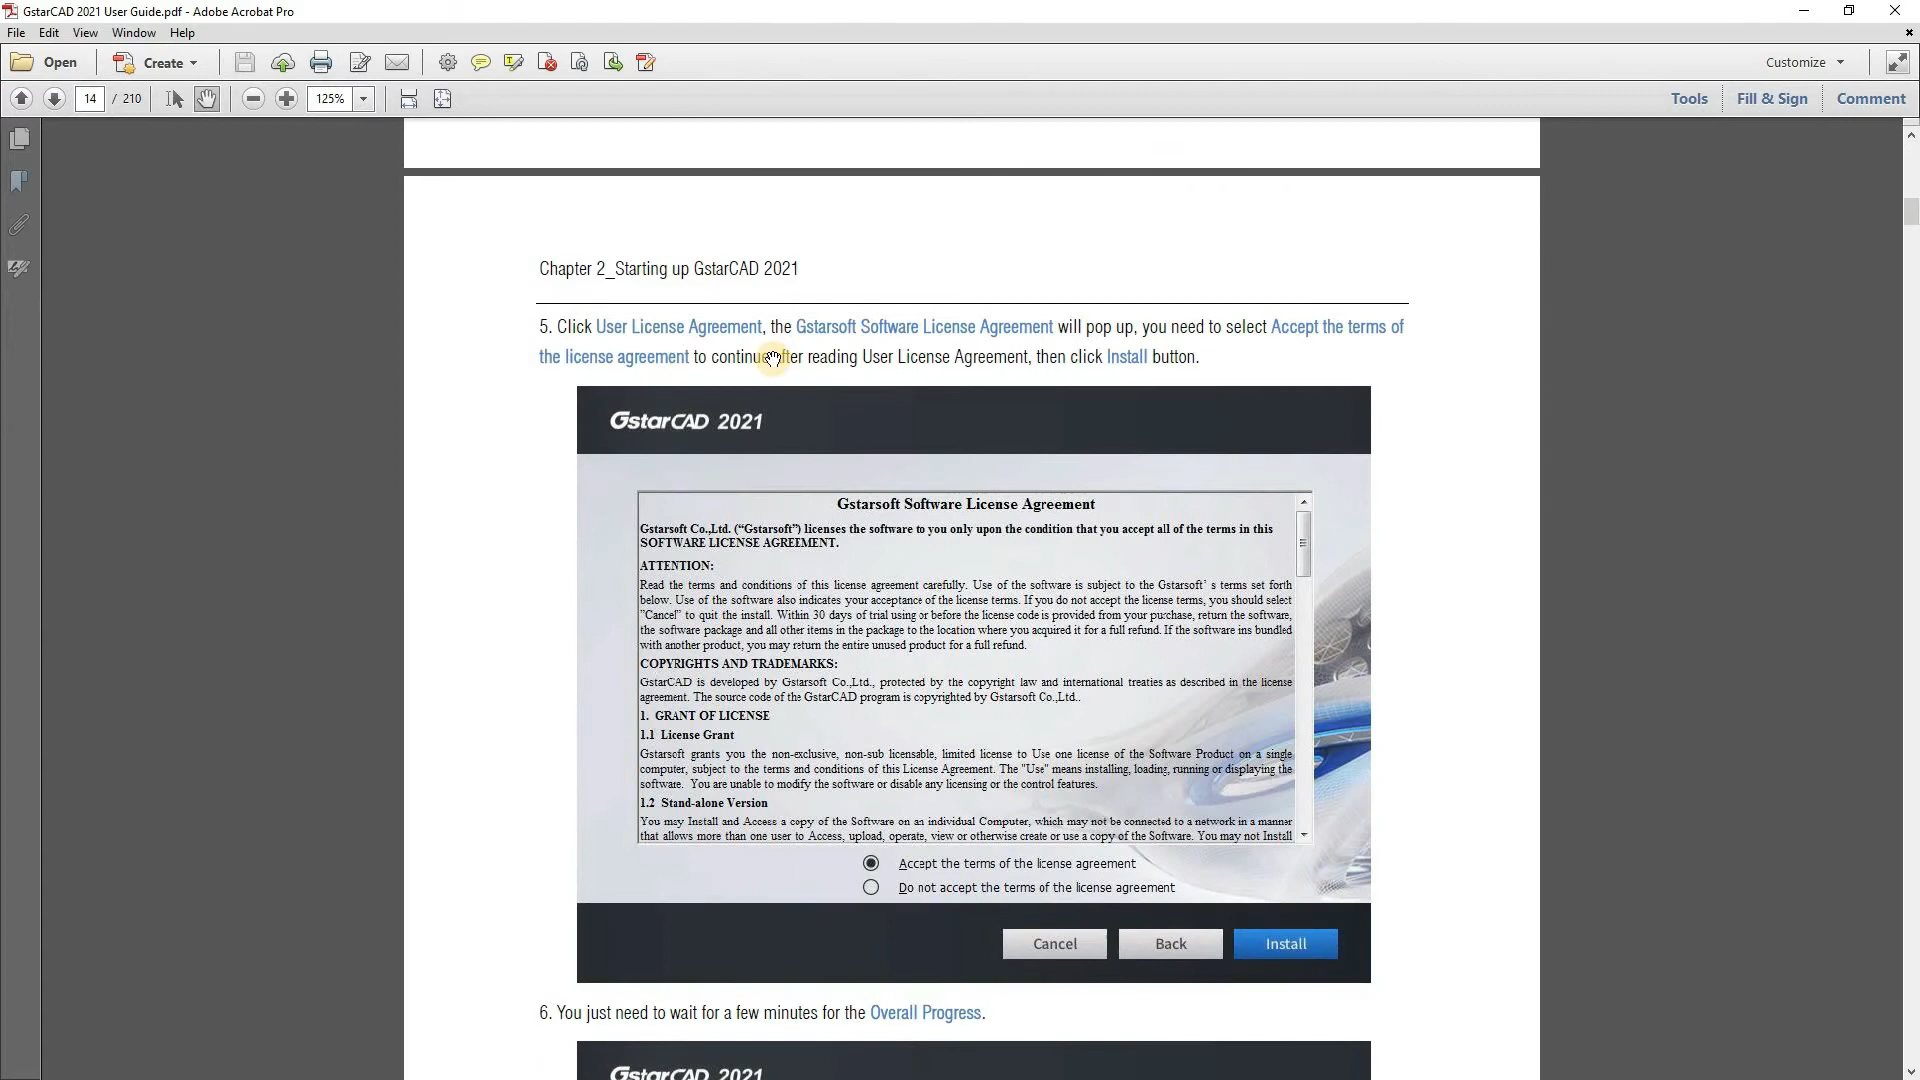 GstarCAD 2021 User Guide.pdf - Adobe Acrobat Pro
File Edit View Window Help
Open Create Customize
14 / 210 125% Tools Fill & Sign Comment
Chapter 2_Starting up GstarCAD 2021
5. Click User License Agreement, the Gstarsoft Software License Agreement will pop up, you need to select Accept the terms of
the license agreement to continue after reading User License Agreement, then click Install button.
GstarCAD 2021
Gstarsoft Software License Agreement
Gstarsoft Co.,Ltd. (“Gstarsoft”) licenses the software to you only upon the condition that you accept all of the terms in this
SOFTWARE LICENSE AGREEMENT.
ATTENTION:
Read the terms and conditions of this license agreement carefully. Use of the software is subject to the Gstarsoft’ s terms set forth
below. Use of the software also indicates your acceptance of the license terms. If you do not accept the license terms, you should select
”Cancel” to quit the install. Within 30 days of trial using or before the license code is provided from your purchase, return the software,
the software package and all other items in the package to the location where you acquired it for a full refund. If the software ins bundled
with another product, you may return the entire unused product for a full refund.
COPYRIGHTS AND TRADEMARKS:
GstarCAD is developed by Gstarsoft Co.,Ltd., protected by the copyright law and international treaties as described in the license
agreement. The source code of the GstarCAD program is copyrighted by Gstarsoft Co.,Ltd..
1. GRANT OF LICENSE
1.1 License Grant
Gstarsoft grants you the non-exclusive, non-sub licensable, limited license to Use one license of the Software Product on a single
computer, subject to the terms and conditions of this License Agreement. The "Use" means installing, loading, running or displaying the
software. You are unable to modify the software or disable any licensing or the control features.
1.2 Stand-alone Version
You may Install and Access a copy of the Software on an individual Computer, which may not be connected to a network in a manner
that allows more than one user to Access, upload, operate, view or otherwise create or use a copy of the Software. You may not Install
Accept the terms of the license agreement
Do not accept the terms of the license agreement
Cancel Back Install
6. You just need to wait for a few minutes for the Overall Progress.
GstarCAD 2021